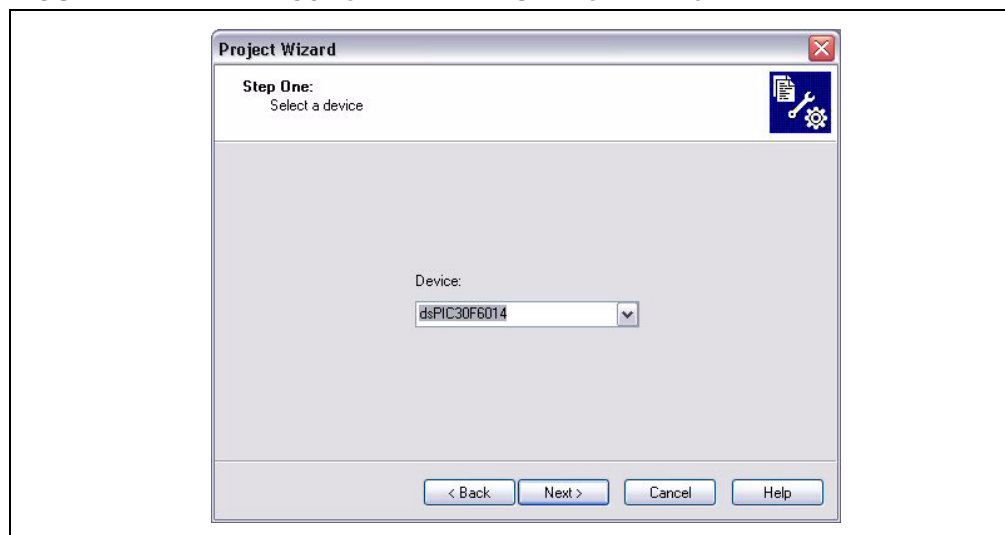 Project Wizard
Step One:
Select a device
Device:
dsPIC30F6014
< Back Next > Cancel Help